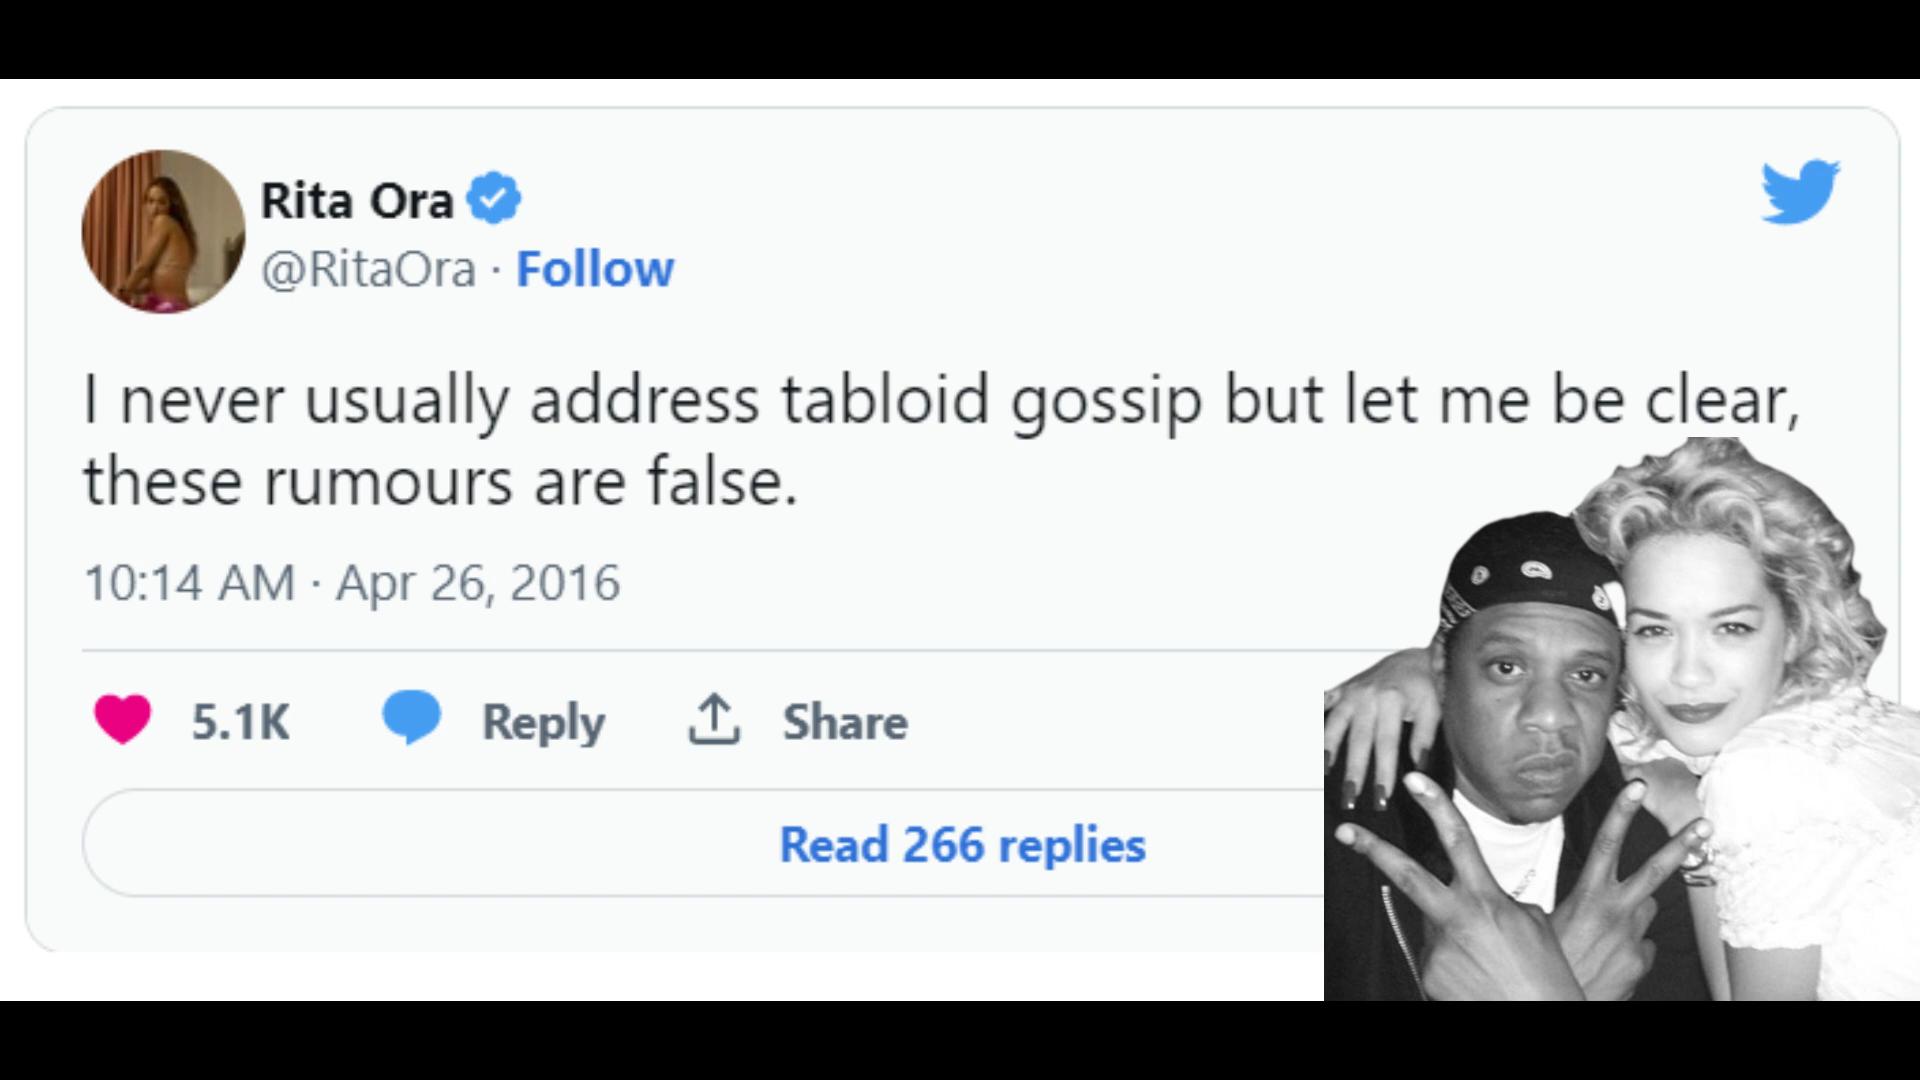 Rita Ora
@RitaOra · Follow
I never usually address tabloid gossip but let me be clear,
these rumours are false.
10:14 AM · Apr 26, 2016
5.1K Reply Share
Read 266 replies